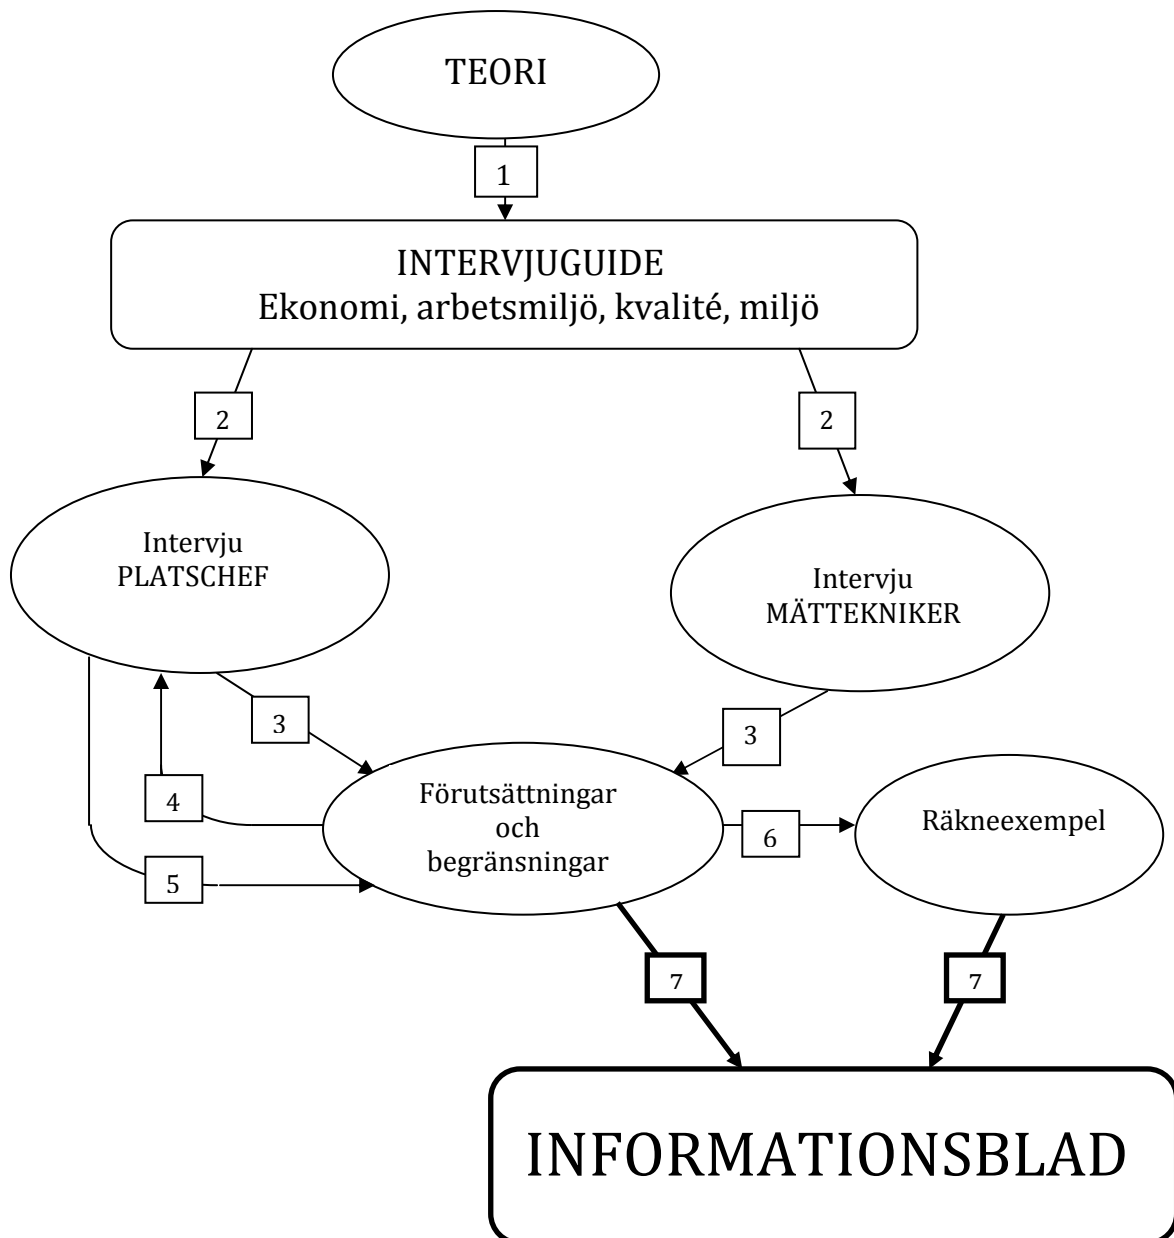 TEORI
1
INTERVJUGUIDE
Ekonomi, arbetsmiljö, kvalité, miljö
2
2
Intervju
PLATSCHEF
Intervju
MÄTTEKNIKER
3
3
4
Förutsättningar
och
begränsningar
6
Räkneexempel
5
7
7
INFORMATIONSBLAD